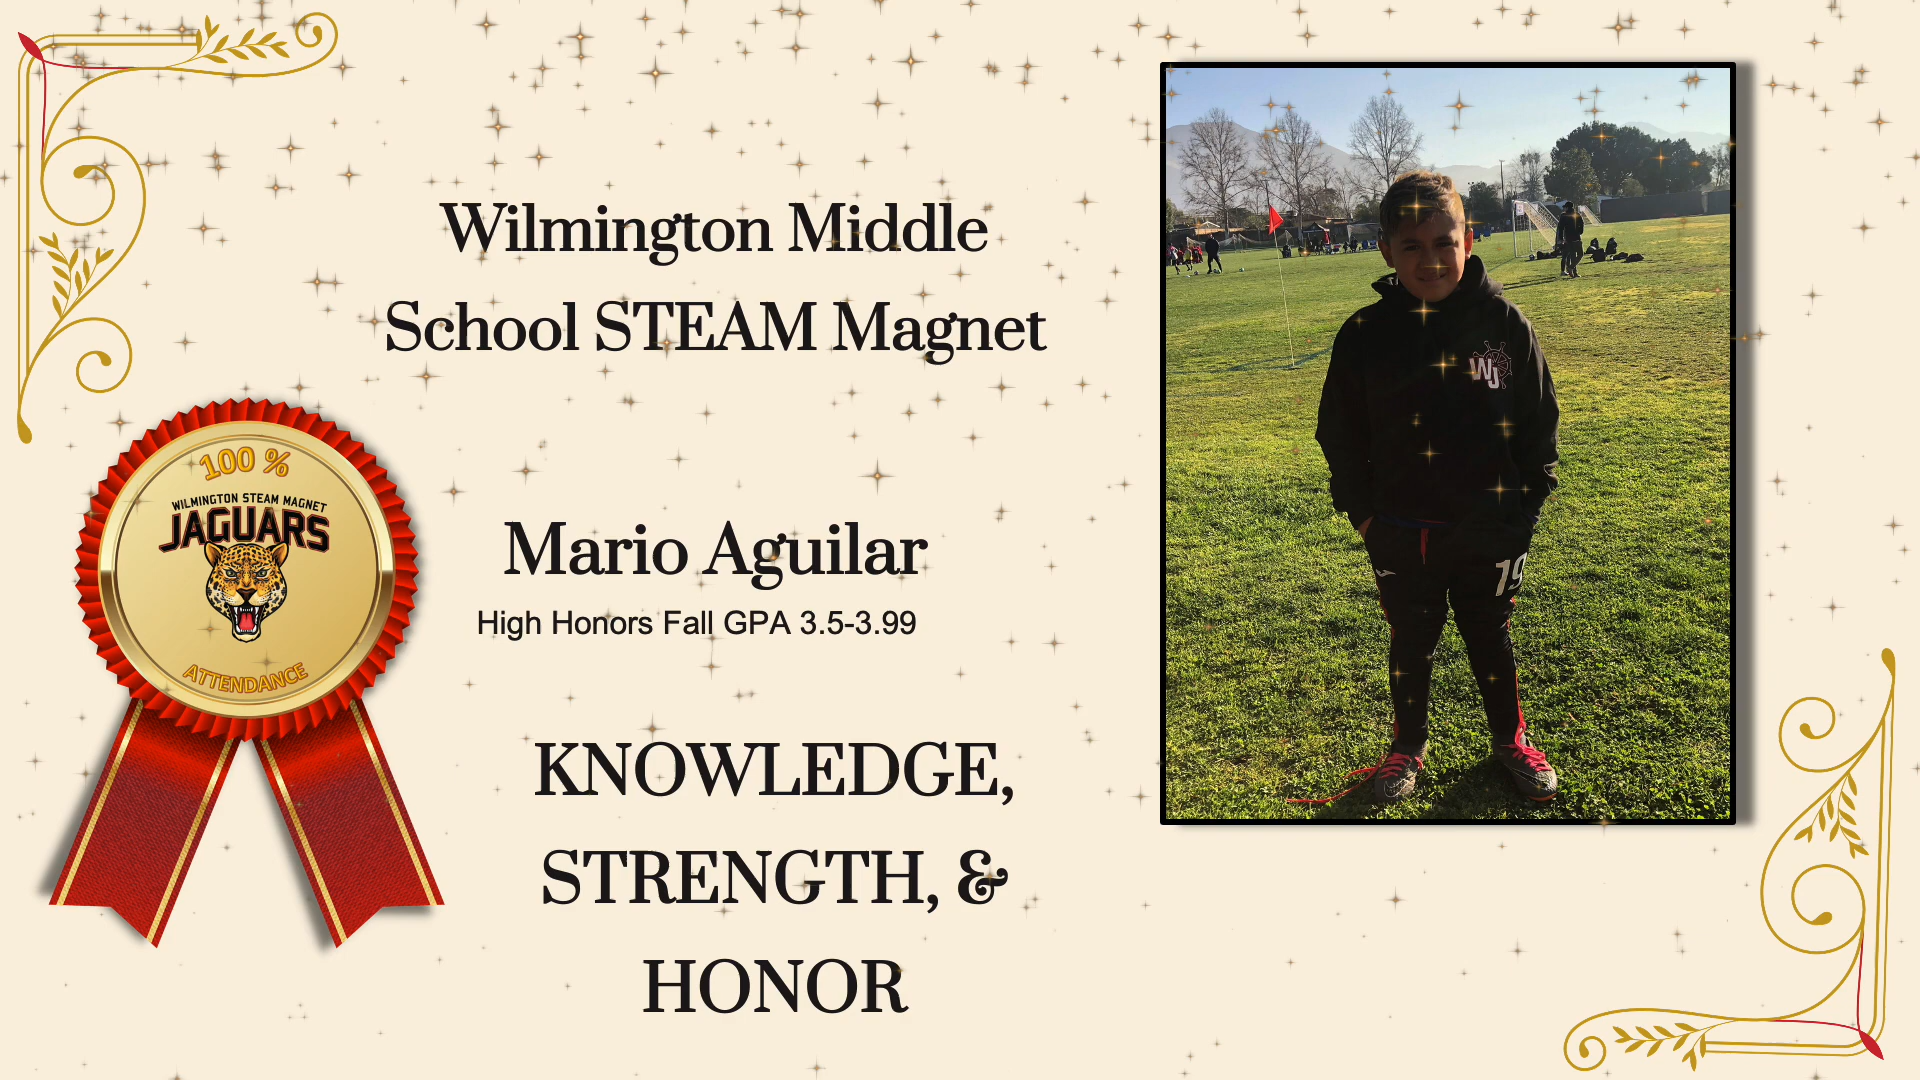 Wilmington Middle
School STEAM Magnet
100 %
WILMINGTON STEAM MAGNET
JAGUARS
ATTENDANCE
Mario Aguilar
High Honors Fall GPA 3.5-3.99
KNOWLEDGE,
STRENGTH, &
HONOR
WJ
19